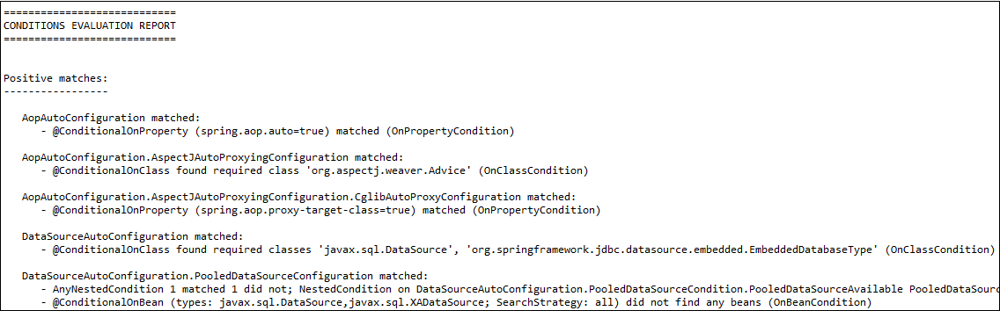 ============================
CONDITIONS EVALUATION REPORT
============================
Positive matches:
-----------------
AopAutoConfiguration matched:
- @ConditionalOnProperty (spring.aop.auto=true) matched (OnPropertyCondition)
AopAutoConfiguration.AspectJAutoProxyingConfiguration matched:
- @ConditionalOnClass found required class 'org.aspectj.weaver.Advice' (OnClassCondition)
AopAutoConfiguration.AspectJAutoProxyingConfiguration.CglibAutoProxyConfiguration matched:
- @ConditionalOnProperty (spring.aop.proxy-target-class=true) matched (OnPropertyCondition)
DataSourceAutoConfiguration matched:
- @ConditionalOnClass found required classes 'javax.sql.DataSource', 'org.springframework.jdbc.datasource.embedded.EmbeddedDatabaseType' (OnClassCondition)
DataSourceAutoConfiguration.PooledDataSourceConfiguration matched:
- AnyNestedCondition 1 matched 1 did not; NestedCondition on DataSourceAutoConfiguration.PooledDataSourceCondition.PooledDataSourceAvailable PooledDataSourc
- @ConditionalOnBean (types: javax.sql.DataSource,javax.sql.XADataSource; SearchStrategy: all) did not find any beans (OnBeanCondition)